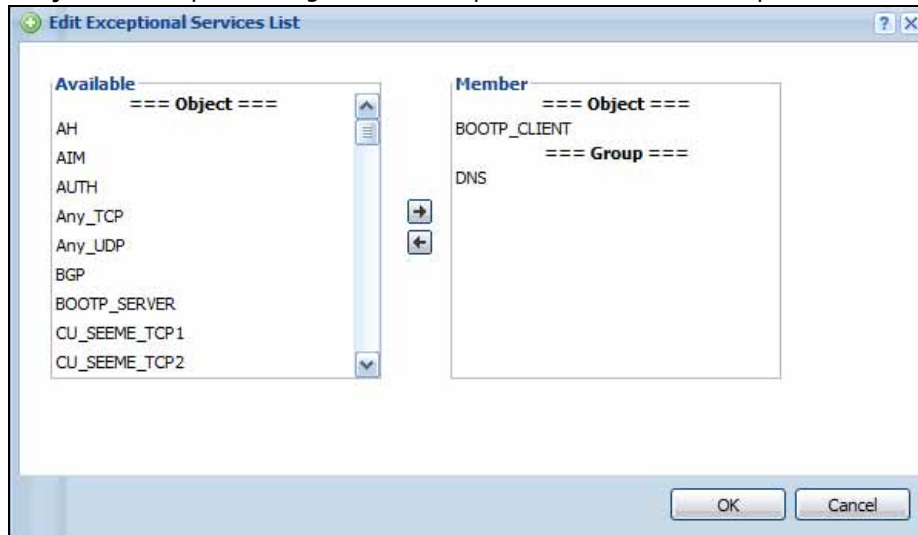 Edit Exceptional Services List
?
X
Available
=== Object ===
AH
AIM
AUTH
Any_TCP
Any_UDP
BGP
BOOTP_SERVER
CU_SEEME_TCP1
CU_SEEME_TCP2
Member
=== Object ===
BOOTP_CLIENT
=== Group ===
DNS
OK
Cancel